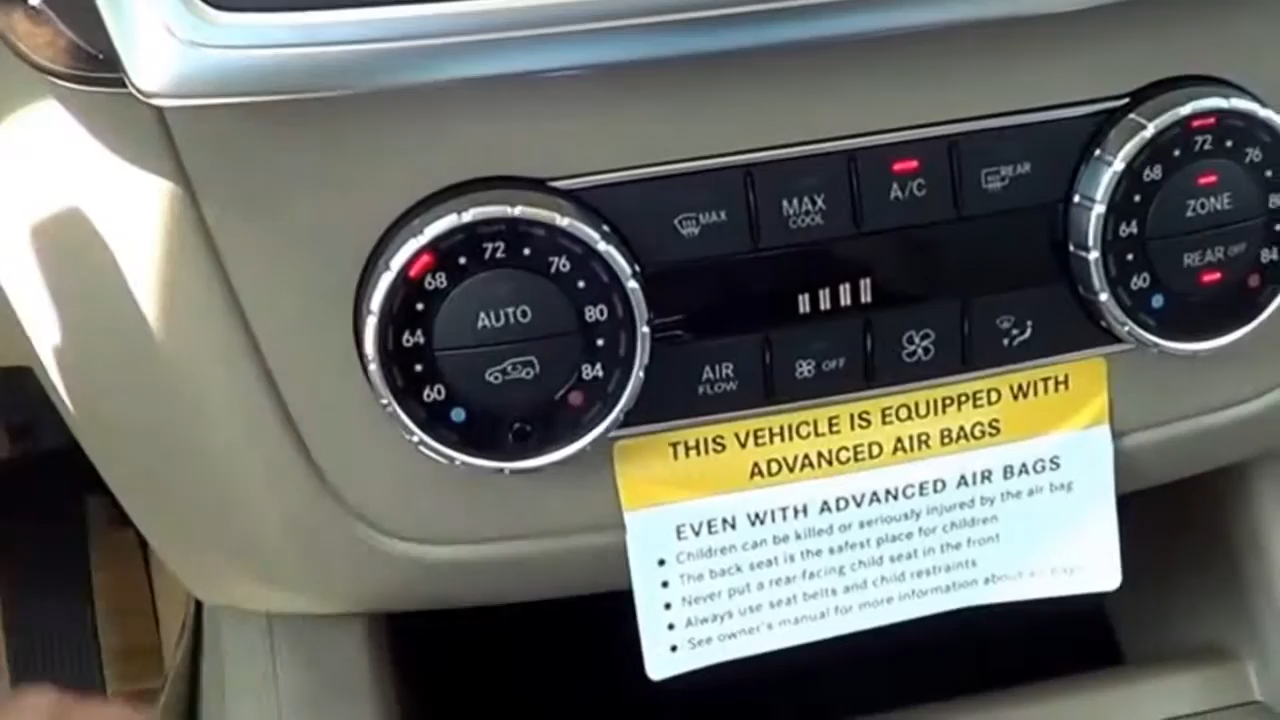 MAX
MAX
COOL
A/C
REAR
72
76
68
80
64
84
60
AUTO
72
76
68
ZONE
64
REAR OFF
84
60
AIR
FLOW
OFF
THIS VEHICLE IS EQUIPPED WITH
ADVANCED AIR BAGS
EVEN WITH ADVANCED AIR BAGS
• Children can be killed or seriously injured by the air bag
• The back seat is the safest place for children
• Never put a rear-facing child seat in the front
• Always use seat belts and child restraints
• See owner's manual for more information about air bags